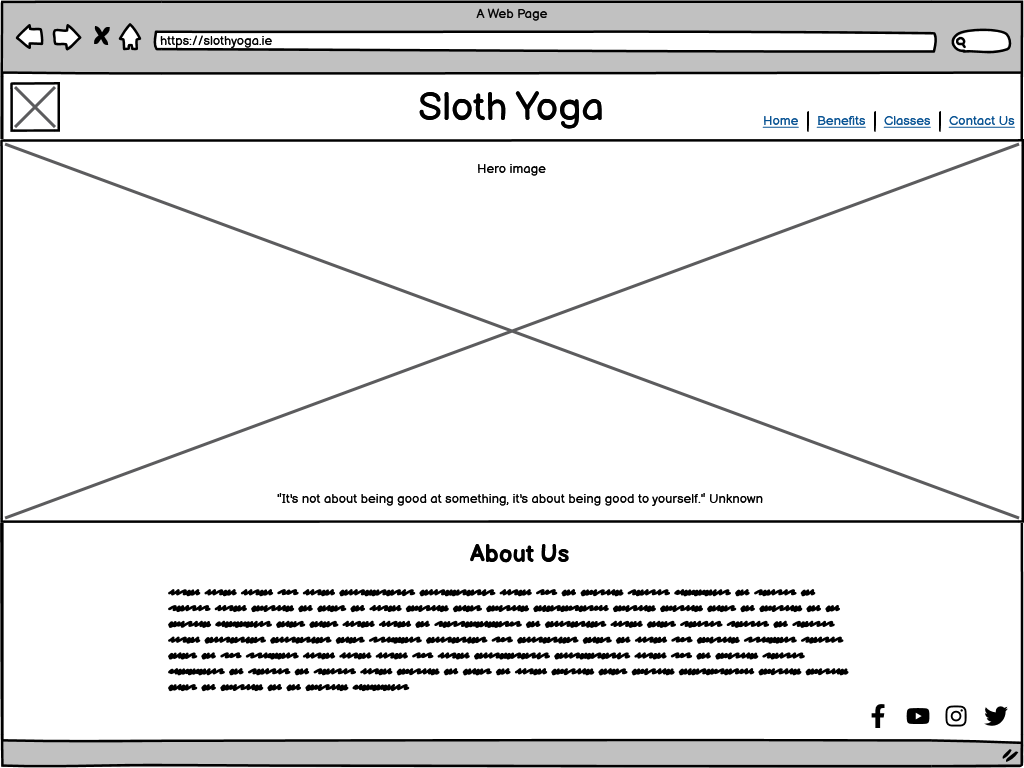 A Web Page
https://slothyoga.ie
Sloth Yoga
Home
Benefits
Classes
Contact Us
Hero image
"It's not about being good at something, it's about being good to yourself." Unknown
About Us